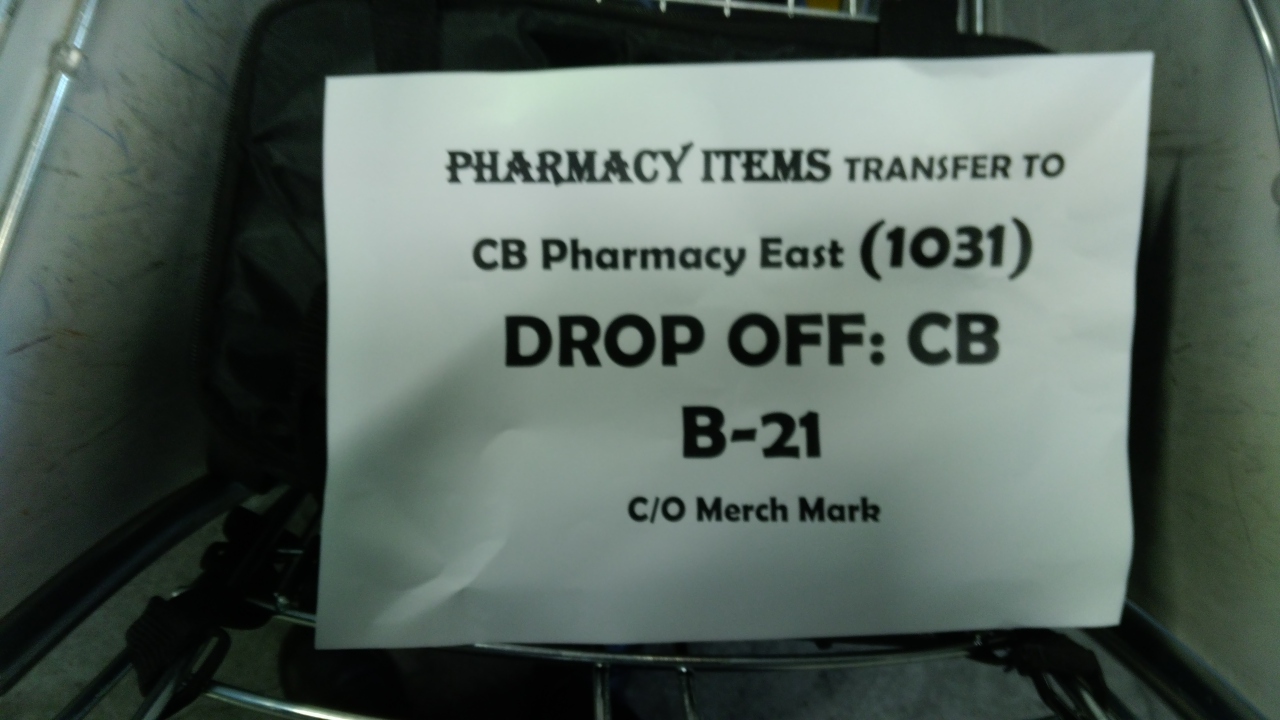 PHARMACY ITEMS TRANSFER TO
CB Pharmacy East (1031)
DROP OFF: CB
B-21
C/O Merch Mark